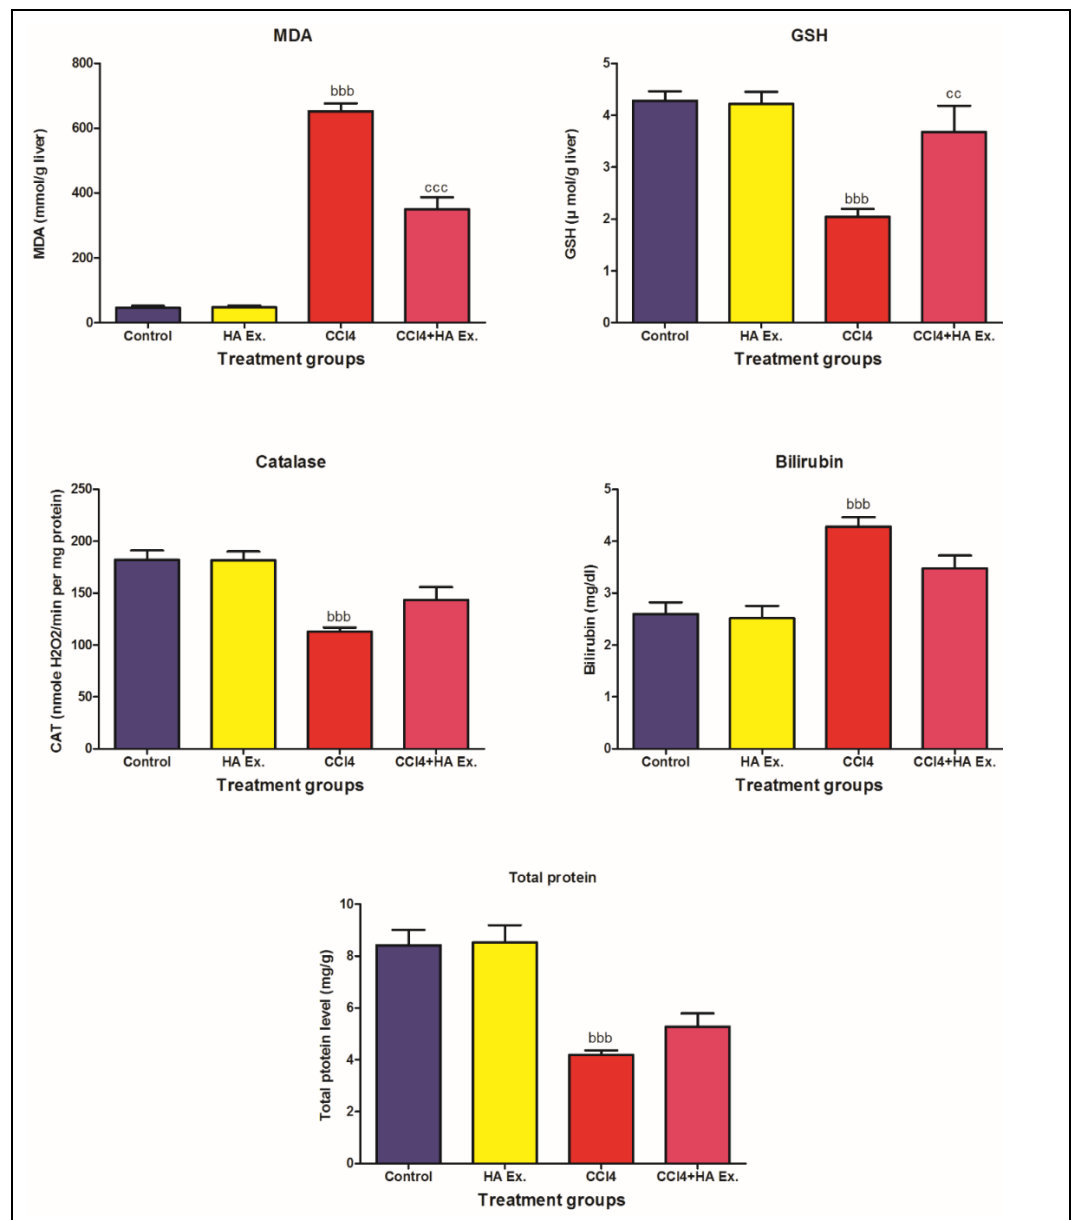 MDA
MDA (mmol/g liver)
800
600
400
200
0
bbb
ccc
Control HA Ex. CCl4 CCl4+HA Ex.
Treatment groups
GSH
GSH (µ mol/g liver)
5
4
3
2
1
0
bbb
cc
Control HA Ex. CCl4 CCl4+HA Ex.
Treatment groups
Catalase
CAT (nmole H2O2/min per mg protein)
250
200
150
100
50
0
bbb
Control HA Ex. CCl4 CCl4+HA Ex.
Treatment groups
Bilirubin
Bilirubin (mg/dl)
5
4
3
2
1
0
bbb
Control HA Ex. CCl4 CCl4+HA Ex.
Treatment groups
Total protein
Total ptotein level (mg/g)
10
8
6
4
2
0
bbb
Control HA Ex. CCl4 CCl4+HA Ex.
Treatment groups